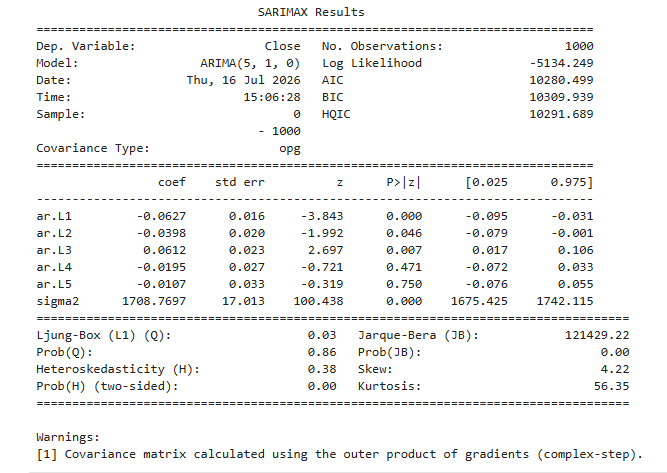 SARIMAX Results
==============================================================================
Dep. Variable: Close No. Observations: 1000
Model: ARIMA(5, 1, 0) Log Likelihood -5134.249
Date: Thu, 16 Jul 2026 AIC 10280.499
Time: 15:06:28 BIC 10309.939
Sample: 0 HQIC 10291.689
- 1000
Covariance Type: opg
==============================================================================
coef std err z P>|z| [0.025 0.975]
------------------------------------------------------------------------------
ar.L1 -0.0627 0.016 -3.843 0.000 -0.095 -0.031
ar.L2 -0.0398 0.020 -1.992 0.046 -0.079 -0.001
ar.L3 0.0612 0.023 2.697 0.007 0.017 0.106
ar.L4 -0.0195 0.027 -0.721 0.471 -0.072 0.033
ar.L5 -0.0107 0.033 -0.319 0.750 -0.076 0.055
sigma2 1708.7697 17.013 100.438 0.000 1675.425 1742.115
===================================================================================
Ljung-Box (L1) (Q): 0.03 Jarque-Bera (JB): 121429.22
Prob(Q): 0.86 Prob(JB): 0.00
Heteroskedasticity (H): 0.38 Skew: 4.22
Prob(H) (two-sided): 0.00 Kurtosis: 56.35
===================================================================================
Warnings:
[1] Covariance matrix calculated using the outer product of gradients (complex-step).